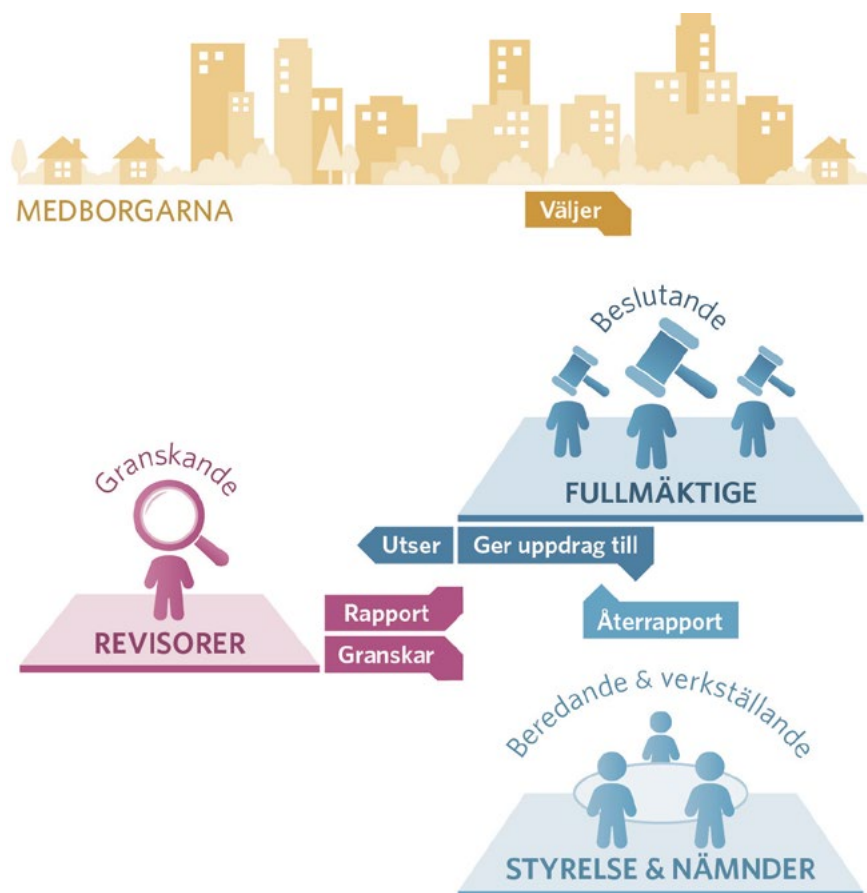 MEDBORGARNA
Väljer
Beslutande
FULLMÄKTIGE
Utser
Ger uppdrag till
Granskande
REVISORER
Rapport
Granskar
Återrapport
Beredande & verkställande
STYRELSE & NÄMNDER